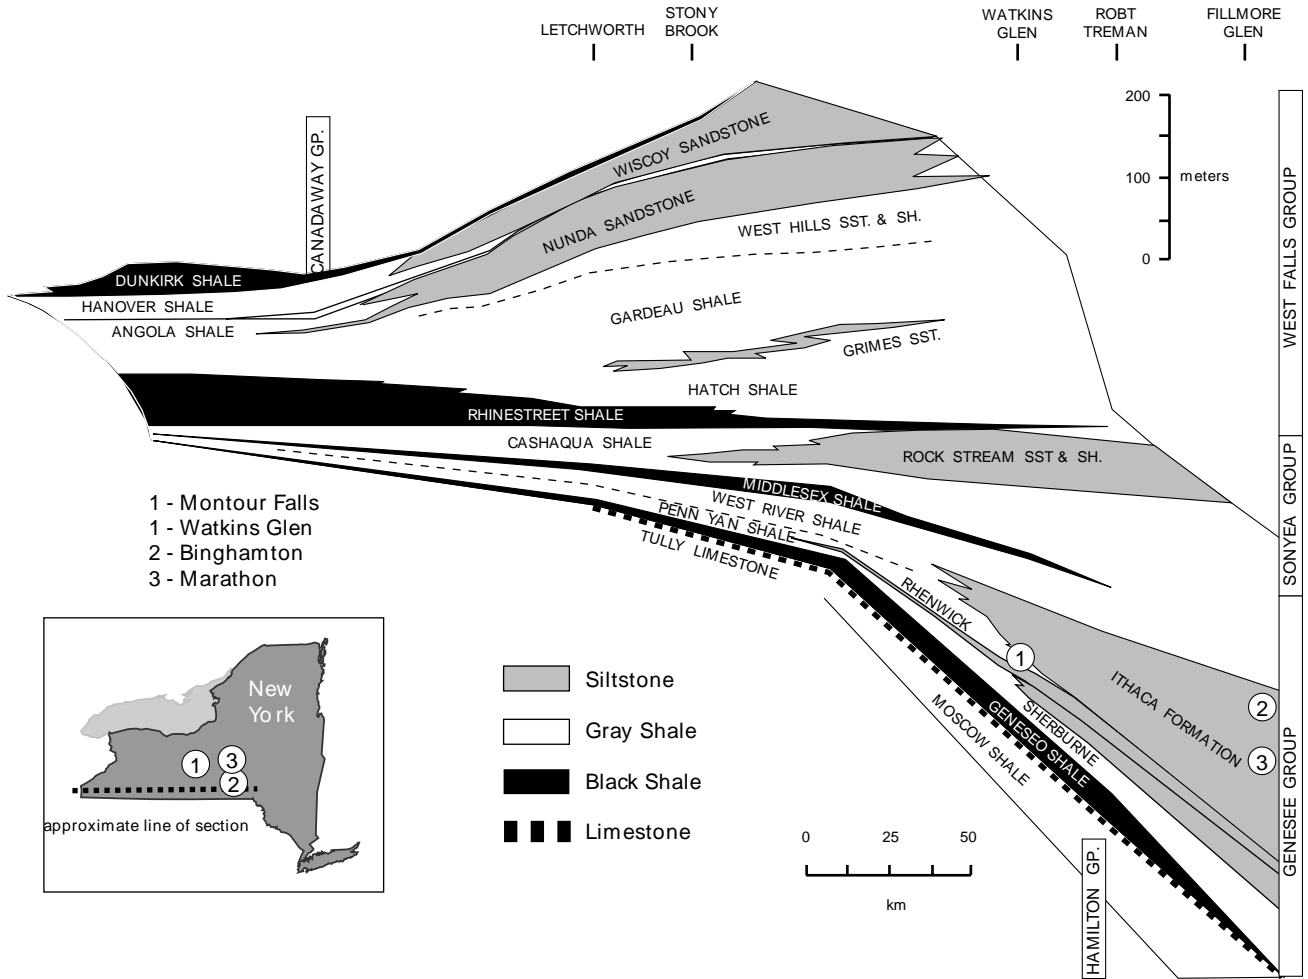 LETCHWORTH
STONY
BROOK
WATKINS
GLEN
ROBT
TREMAN
FILLMORE
GLEN
200
100
0
meters
CANADAWAY GP.
WISCOY SANDSTONE
NUNDA SANDSTONE
WEST HILLS SST. & SH.
DUNKIRK SHALE
HANOVER SHALE
ANGOLA SHALE
GARDEAU SHALE
GRIMES SST.
HATCH SHALE
RHINESTREET SHALE
CASHAQUA SHALE
ROCK STREAM SST & SH.
MIDDLESEX SHALE
WEST RIVER SHALE
PENN YAN SHALE
TULLY LIMESTONE
RHENWICK
SHERBURNE
GENESEO SHALE
MOSCOW SHALE
ITHACA FORMATION
1
2
3
WEST FALLS GROUP
SONYEA GROUP
GENESEE GROUP
HAMILTON GP.
1 - Montour Falls
1 - Watkins Glen
2 - Binghamton
3 - Marathon
New
York
1
3
2
approximate line of section
Siltstone
Gray Shale
Black Shale
Limestone
0 25 50
km